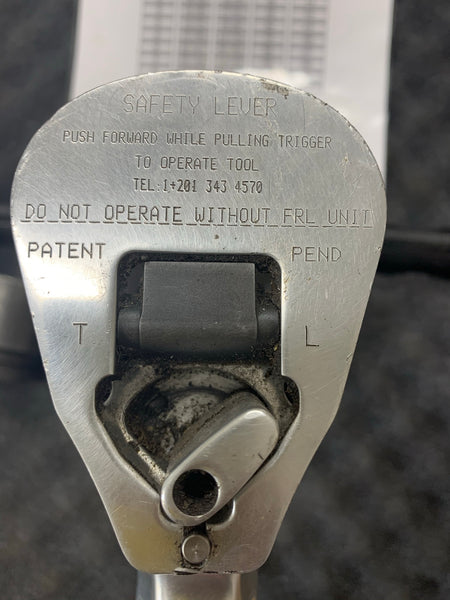 SAFETY LEVER
PUSH FORWARD WHILE PULLING TRIGGER
TO OPERATE TOOL
TEL:1+201 343 4570
DO NOT OPERATE WITHOUT FRL UNIT
PATENT PEND
T L